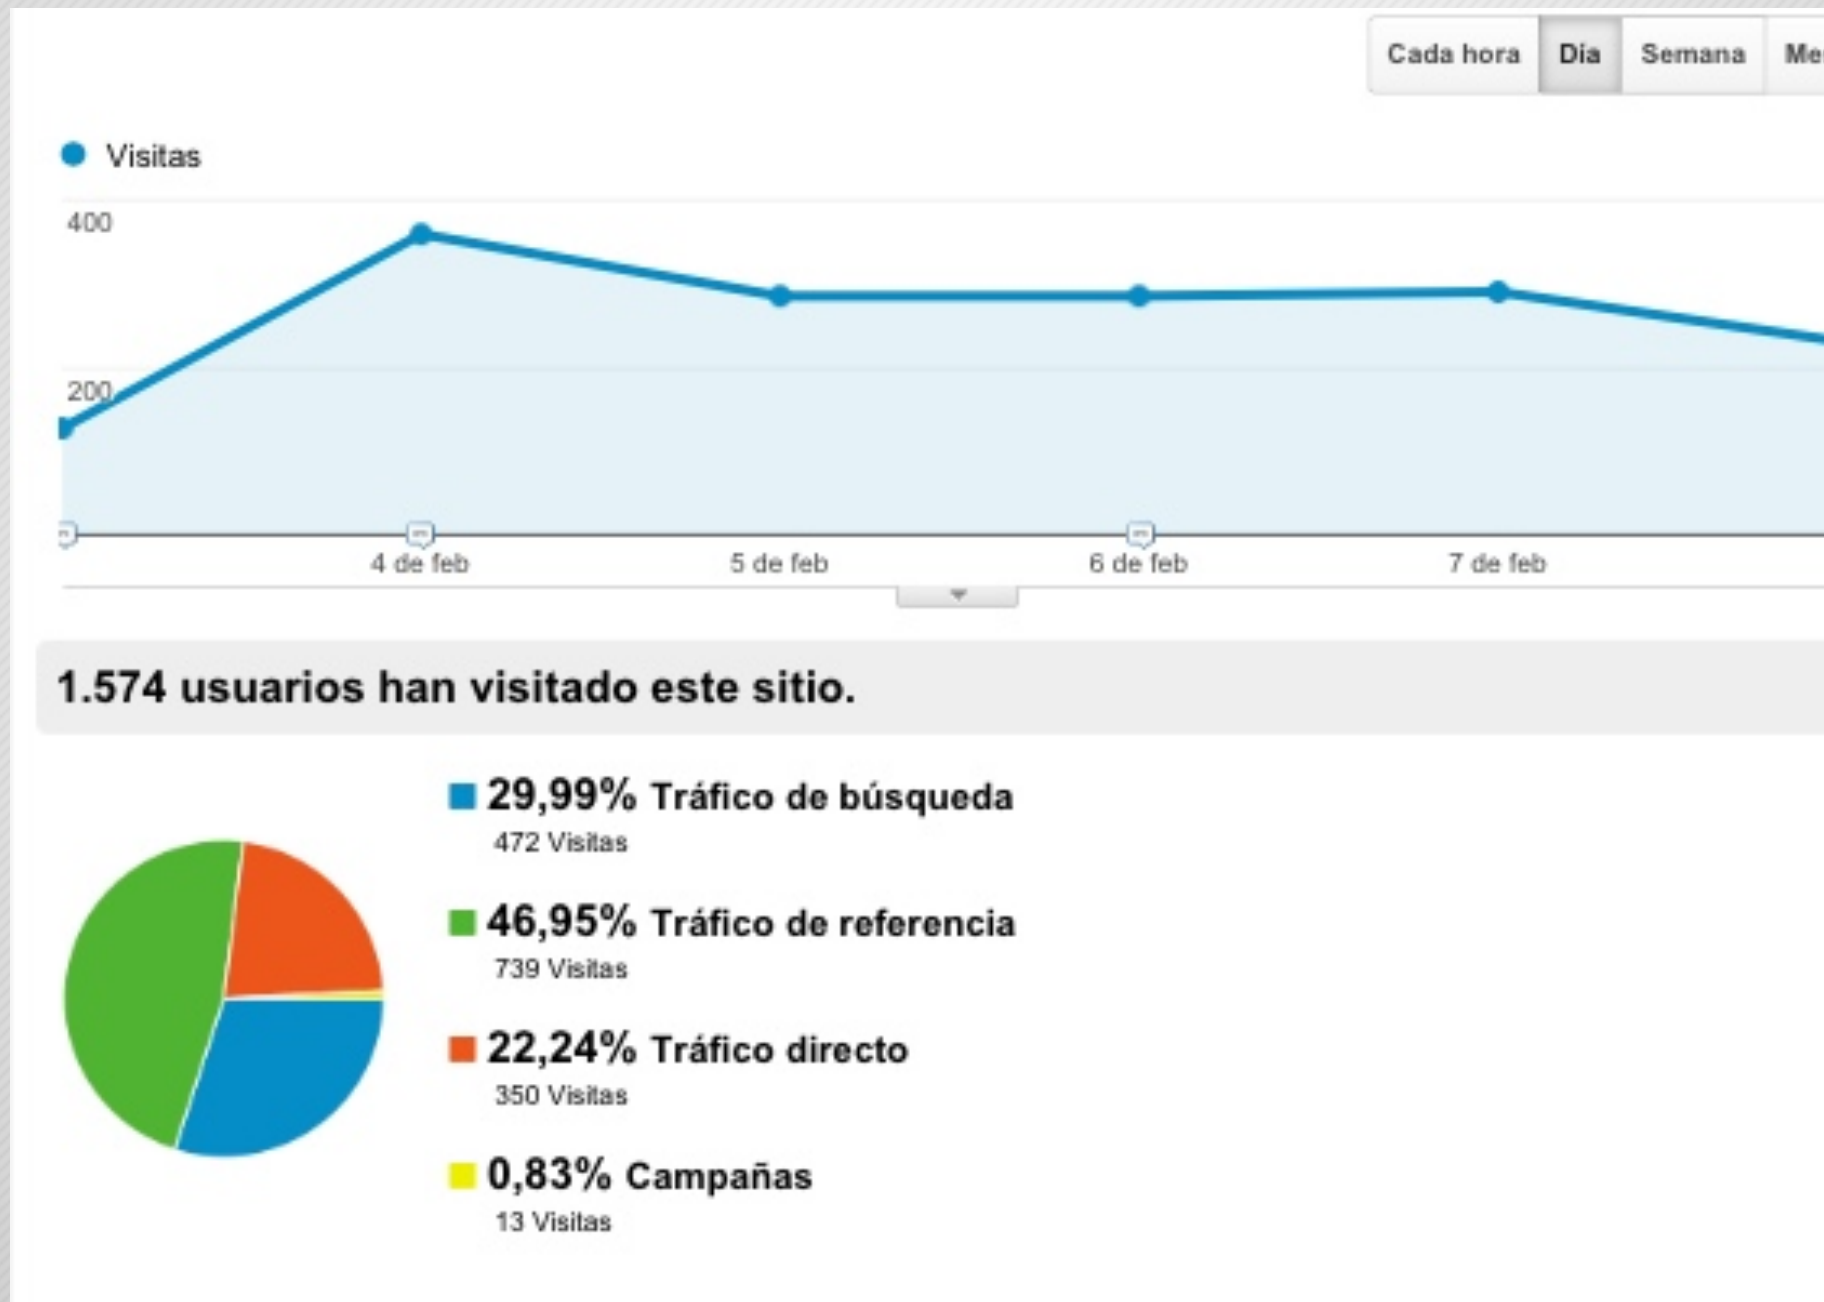 Cada hora Día Semana
Visitas
400
200
4 de feb 5 de feb 6 de feb 7 de feb
1.574 usuarios han visitado este sitio.
29,99% Tráfico de búsqueda
472 Visitas
46,95% Tráfico de referencia
739 Visitas
22,24% Tráfico directo
350 Visitas
0,83% Campañas
13 Visitas